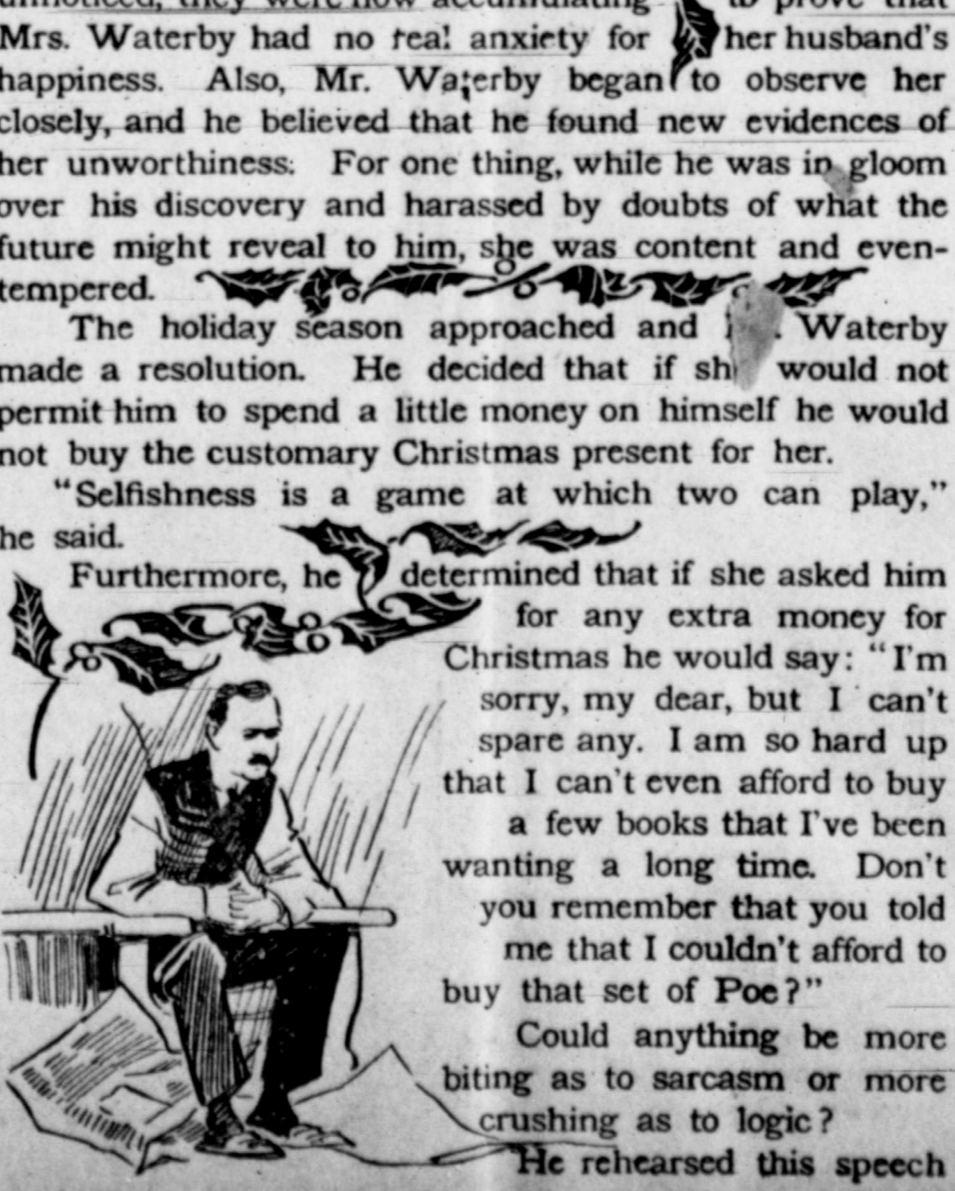 unnoticed, they were now accumulating to prove that
Mrs. Waterby had no real anxiety for her husband's
happiness. Also, Mr. Waterby began to observe her
closely, and he believed that he found new evidences of
her unworthiness. For one thing, while he was in gloom
over his discovery and harassed by doubts of what the
future might reveal to him, she was content and even-
tempered.
The holiday season approached and Waterby
made a resolution. He decided that if she would not
permit him to spend a little money on himself he would
not buy the customary Christmas present for her.
"Selfishness is a game at which two can play,"
he said.
Furthermore, he determined that if she asked him
for any extra money for
Christmas he would say: "I'm
sorry, my dear, but I can't
spare any. I am so hard up
that I can't even afford to buy
a few books that I've been
wanting a long time. Don't
you remember that you told
me that I couldn't afford to
buy that set of Poe?"
Could anything be more
biting as to sarcasm or more
crushing as to logic?
He rehearsed this speech